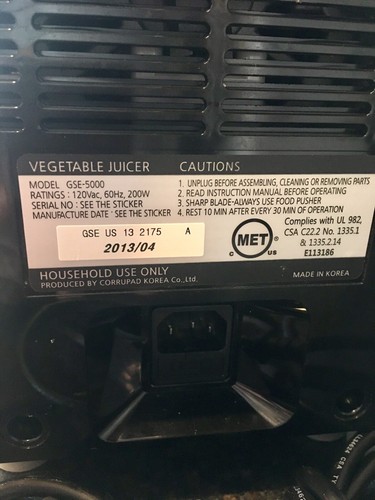 VEGETABLE JUICER CAUTIONS
MODEL GSE-5000
RATINGS : 120Vac, 60Hz, 200W
SERIAL NO : SEE THE STICKER
MANUFACTURE DATE : SEE THE STICKER
1. UNPLUG BEFORE ASSEMBLING, CLEANING OR REMOVING PARTS
2. READ INSTRUCTION MANUAL BEFORE OPERATING
3. SHARP BLADE-ALWAYS USE FOOD PUSHER
4. REST 10 MIN AFTER EVERY 30 MIN OF OPERATION
GSE US 13 2175 A
2013/04
MET®
C US
Complies with UL 982,
CSA C22.2 No. 1335.1
& 1335.2.14
E113186
HOUSEHOLD USE ONLY
PRODUCED BY CORRUPAD KOREA Co.,Ltd.
MADE IN KOREA